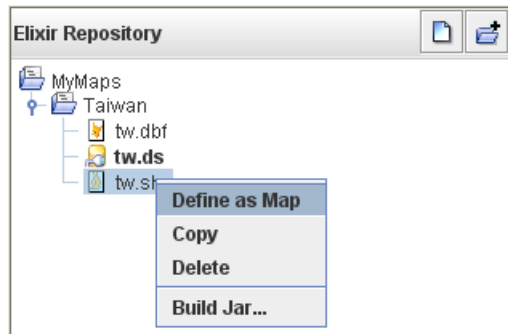 Elixir Repository
MyMaps
Taiwan
tw.dbf
tw.ds
Define as Map
Copy
Delete
Build Jar...